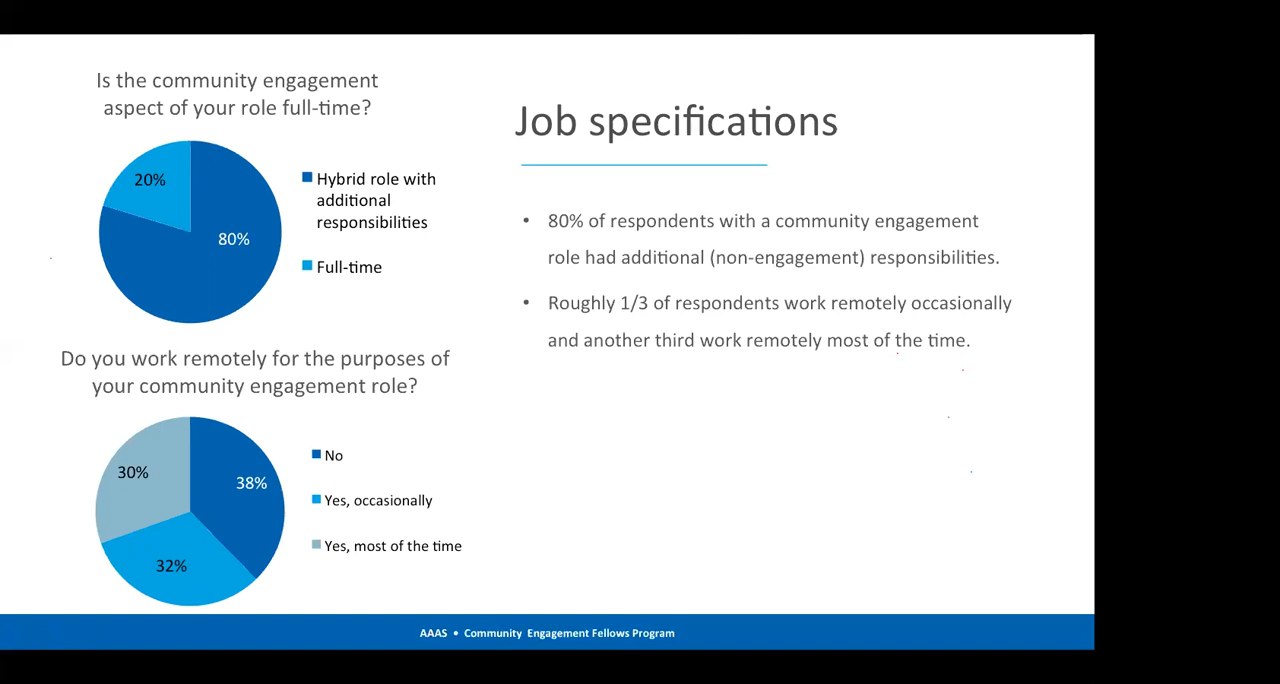 Is the community engagement
aspect of your role full-time?
20%
80%
Hybrid role with
additional
responsibilities
Full-time
Do you work remotely for the purposes of
your community engagement role?
30%
38%
32%
No
Yes, occasionally
Yes, most of the time
Job specifications
• 80% of respondents with a community engagement
role had additional (non-engagement) responsibilities.
• Roughly 1/3 of respondents work remotely occasionally
and another third work remotely most of the time.
AAAS • Community Engagement Fellows Program